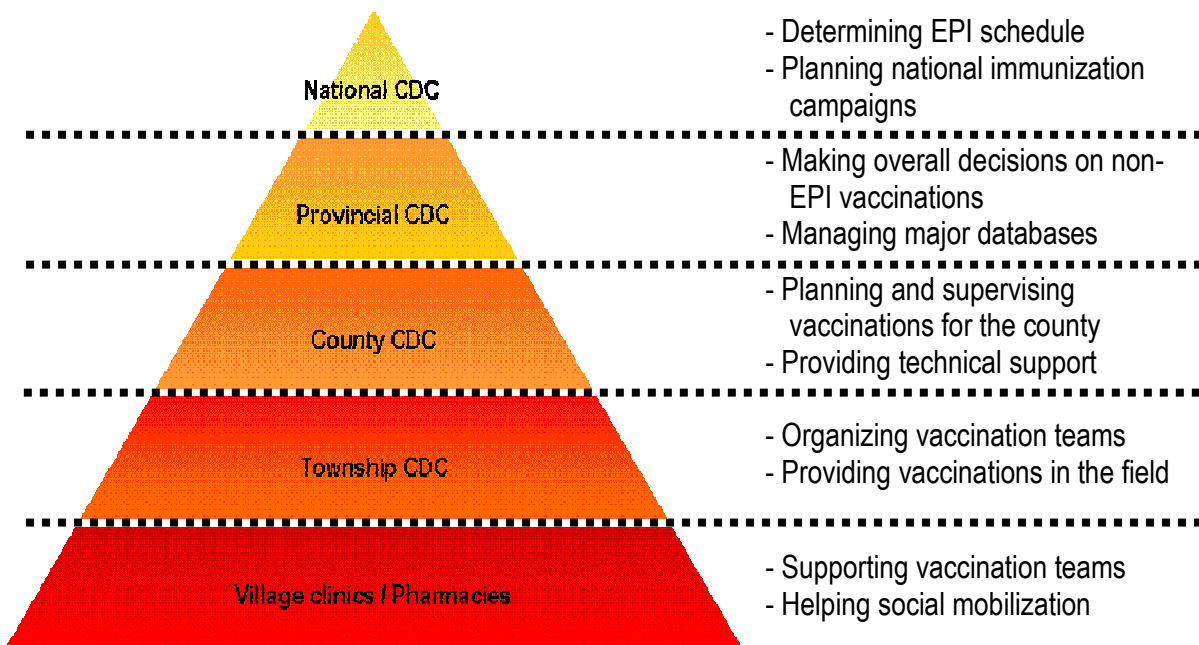 National CDC
- Determining EPI schedule
- Planning national immunization
campaigns
Provincial CDC
- Making overall decisions on non-
EPI vaccinations
- Managing major databases
County CDC
- Planning and supervising
vaccinations for the county
- Providing technical support
Township CDC
- Organizing vaccination teams
- Providing vaccinations in the field
Village clinics / Pharmacies
- Supporting vaccination teams
- Helping social mobilization